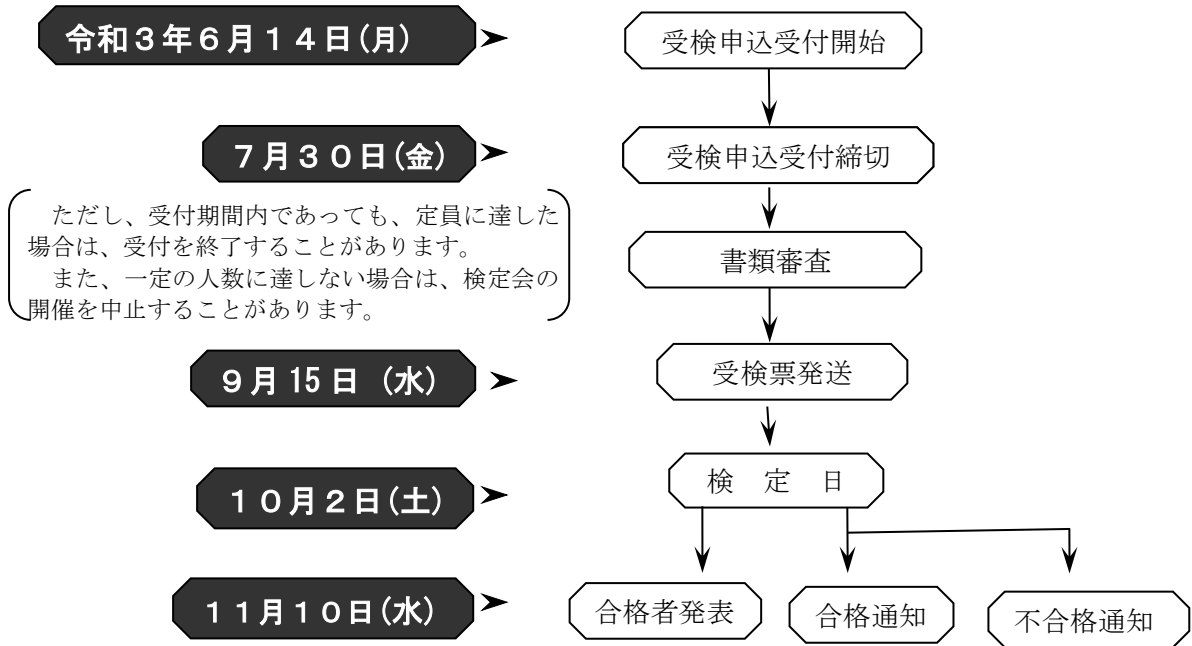 令和３年６月１４日(月)
受検申込受付開始
７月３０日(金)
受検申込受付締切
ただし、受付期間内であっても、定員に達した
場合は、受付を終了することがあります。
また、一定の人数に達しない場合は、検定会の
開催を中止することがあります。
書類審査
９月15日 (水)
受検票発送
１０月２日(土)
検　定　日
１１月１０日(水)
合格者発表
合格通知
不合格通知